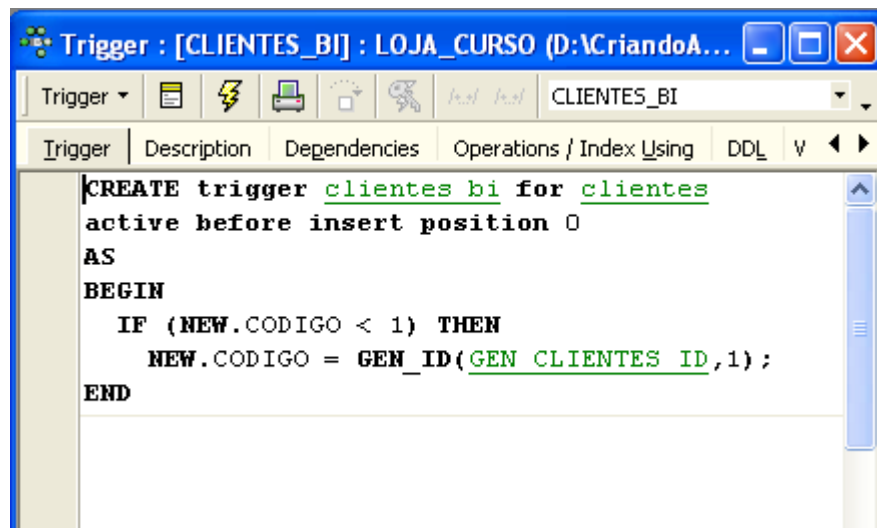 Trigger : [CLIENTES_BI] : LOJA_CURSO (D:\CriandoA...
Trigger CLIENTES_BI
Trigger Description Dependencies Operations / Index Using DDL V
CREATE trigger clientes_bi for clientes
active before insert position 0
AS
BEGIN
IF (NEW.CODIGO < 1) THEN
NEW.CODIGO = GEN_ID(GEN_CLIENTES_ID,1);
END